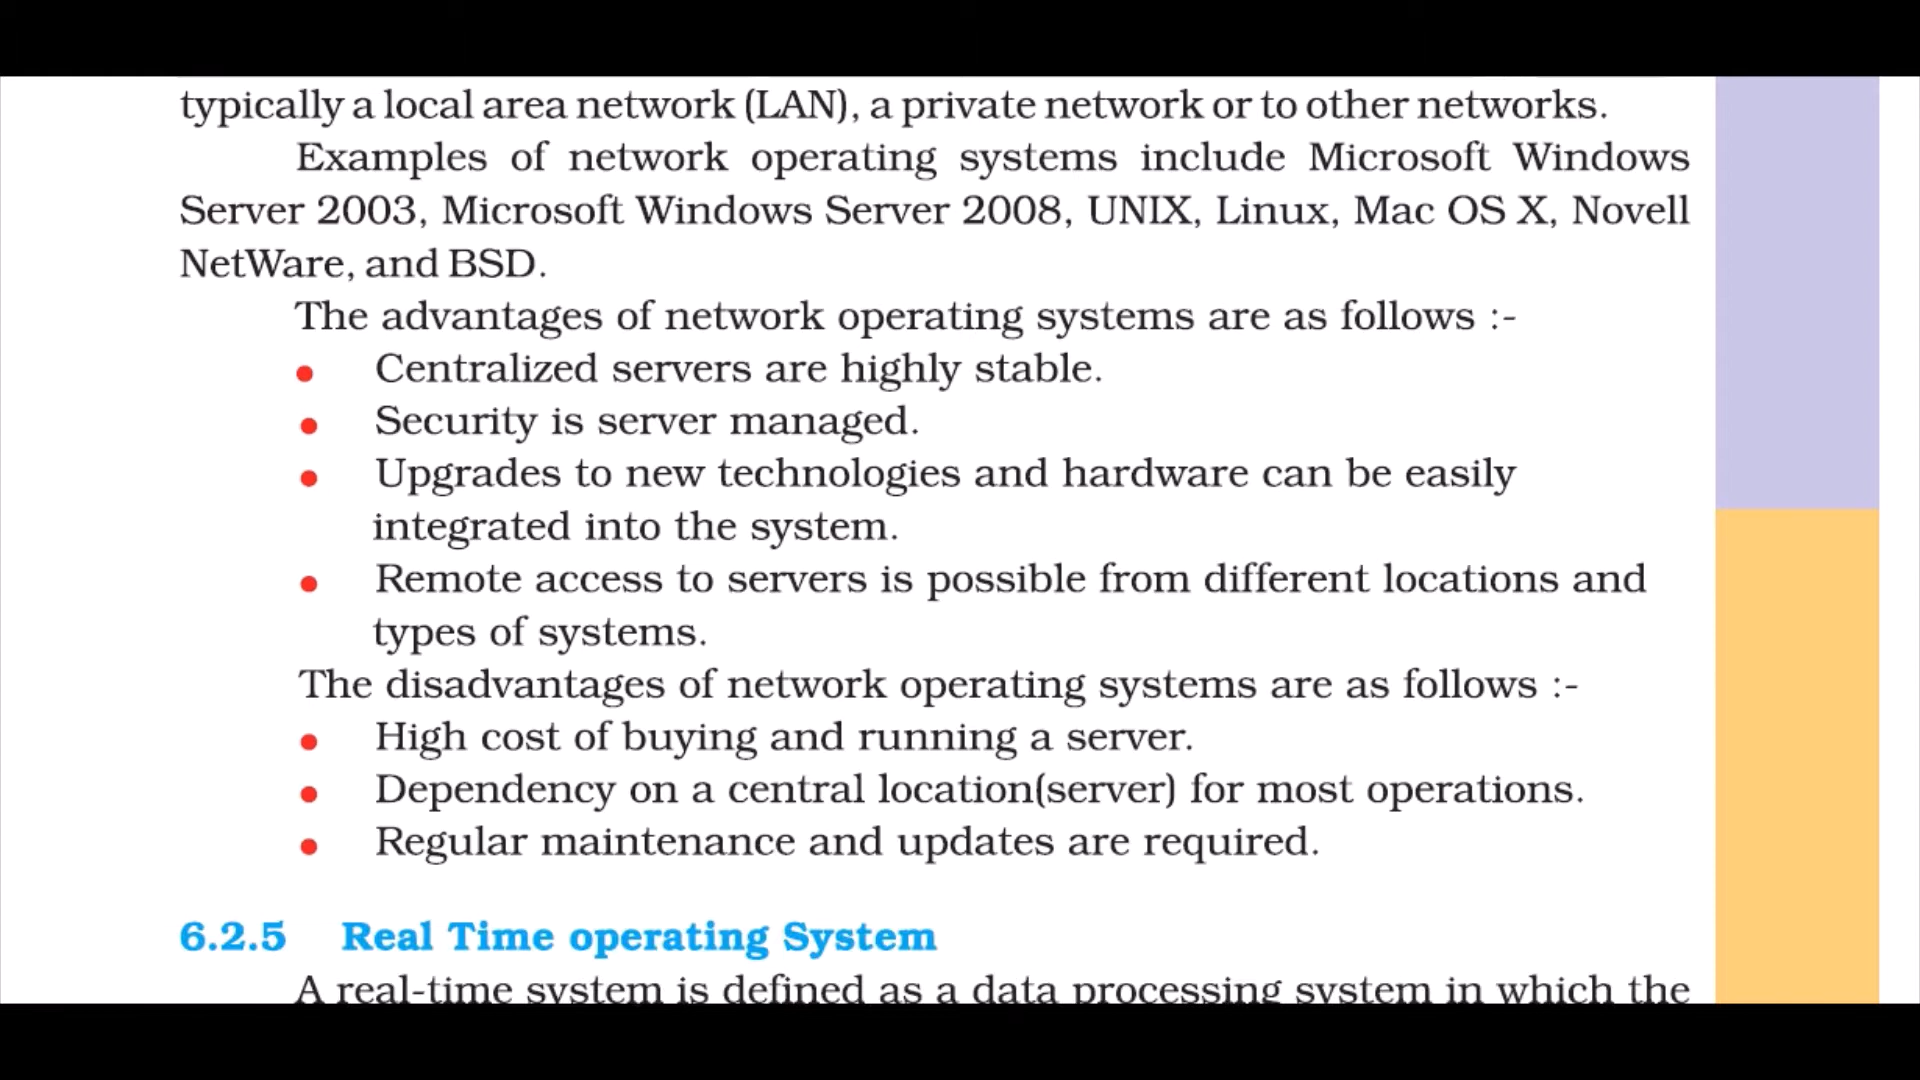 typically a local area network (LAN), a private network or to other networks.
Examples of network operating systems include Microsoft Windows
Server 2003, Microsoft Windows Server 2008, UNIX, Linux, Mac OS X, Novell
NetWare, and BSD.
The advantages of network operating systems are as follows :-
• Centralized servers are highly stable.
• Security is server managed.
• Upgrades to new technologies and hardware can be easily
integrated into the system.
• Remote access to servers is possible from different locations and
types of systems.
The disadvantages of network operating systems are as follows :-
• High cost of buying and running a server.
• Dependency on a central location(server) for most operations.
• Regular maintenance and updates are required.
6.2.5 Real Time operating System
A real-time system is defined as a data processing system in which the